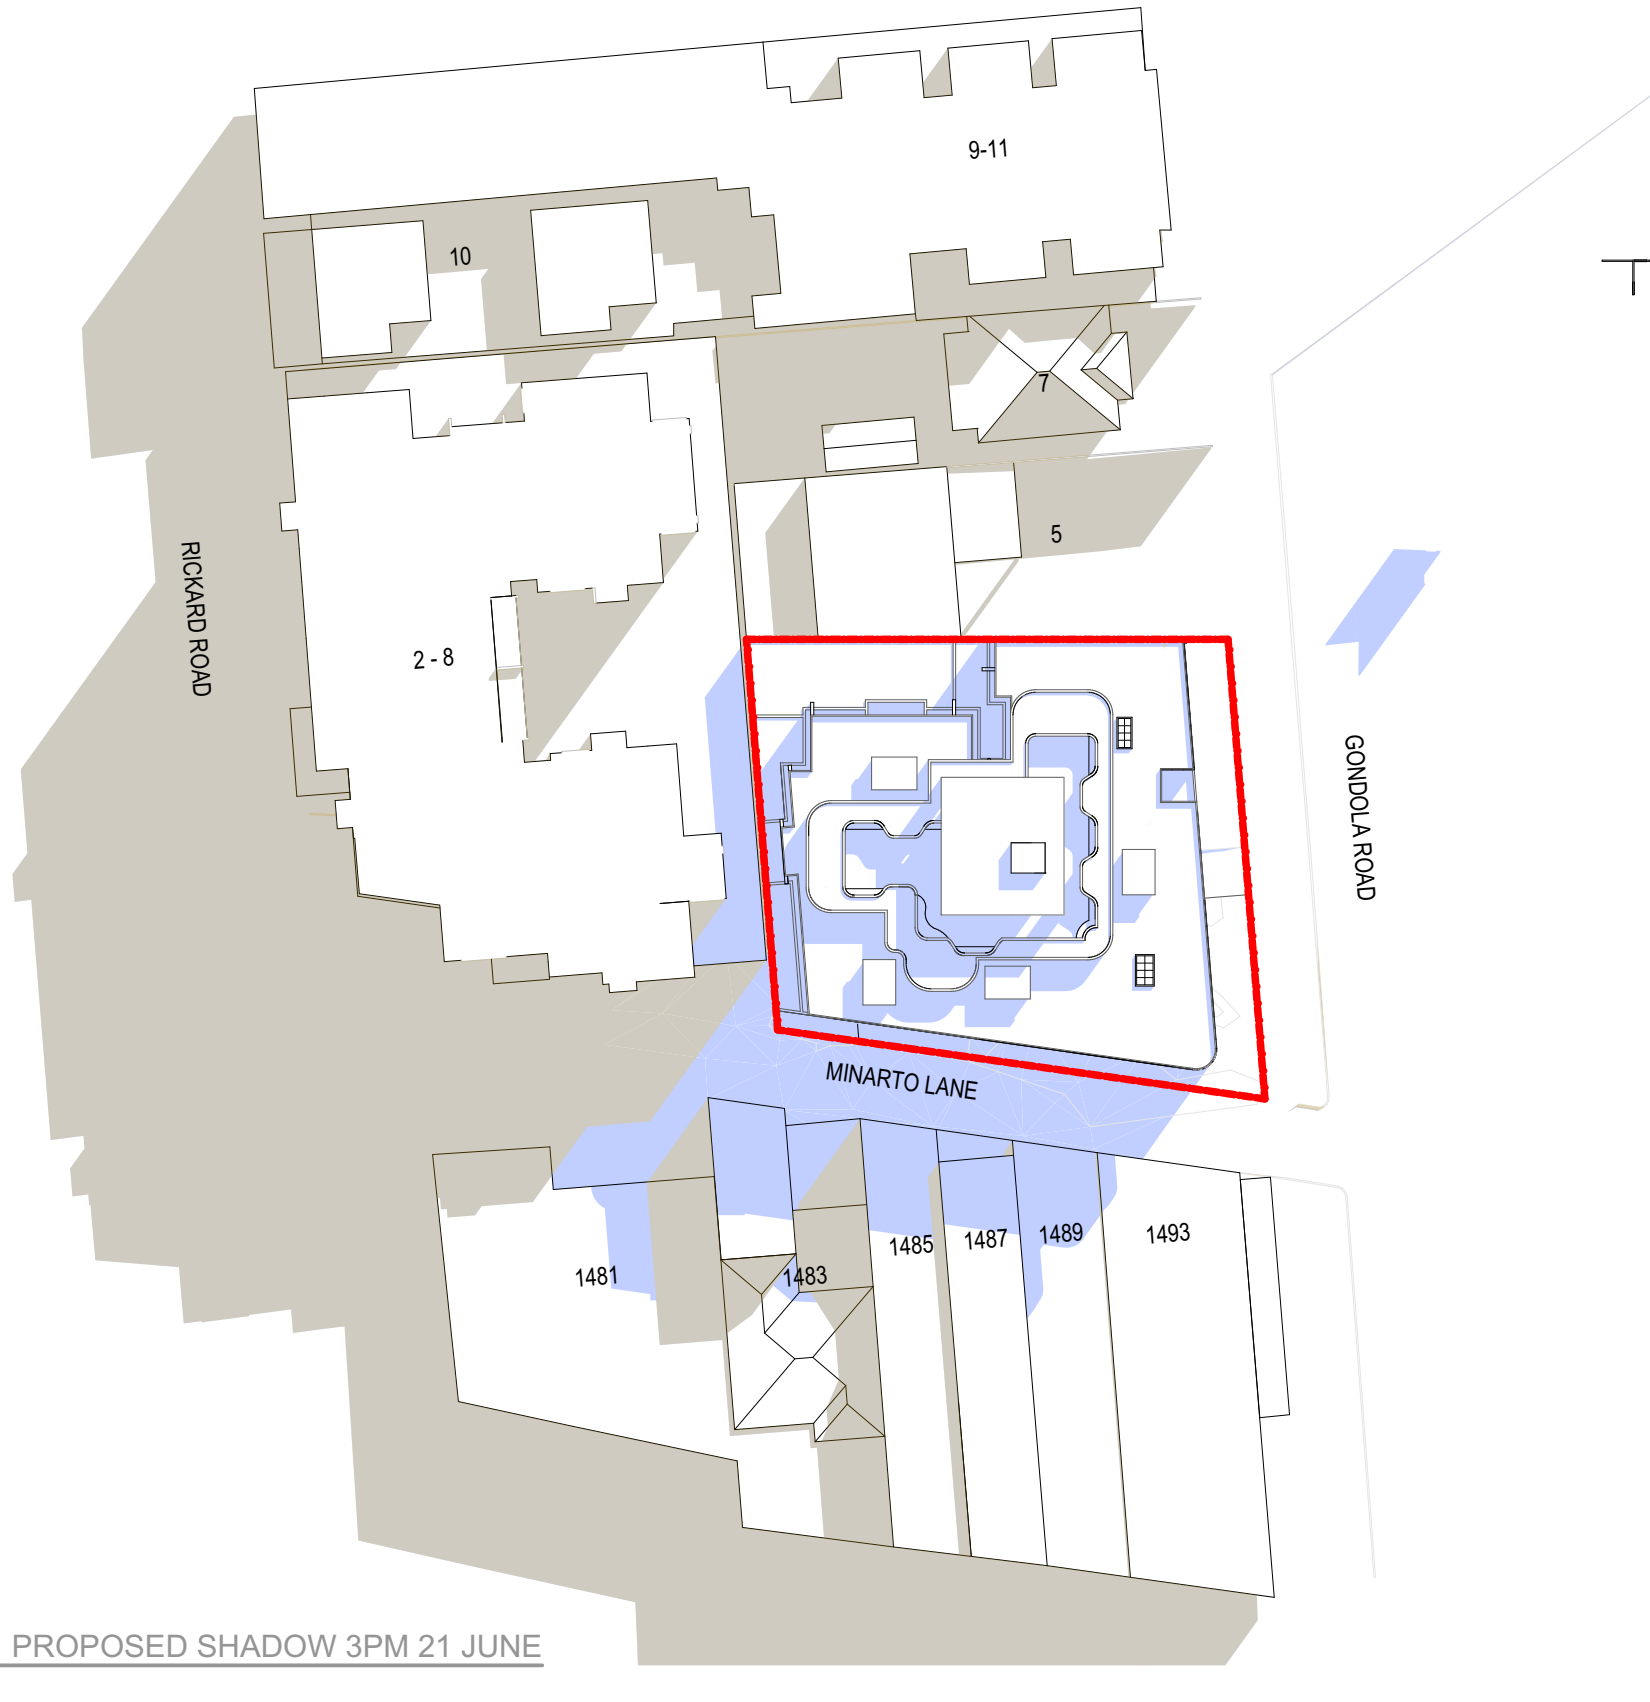 9-11
10
7
5
RICKARD ROAD
2 - 8
GONDOLA ROAD
MINARTO LANE
1481
1483
1485
1487
1489
1493
PROPOSED SHADOW 3PM 21 JUNE